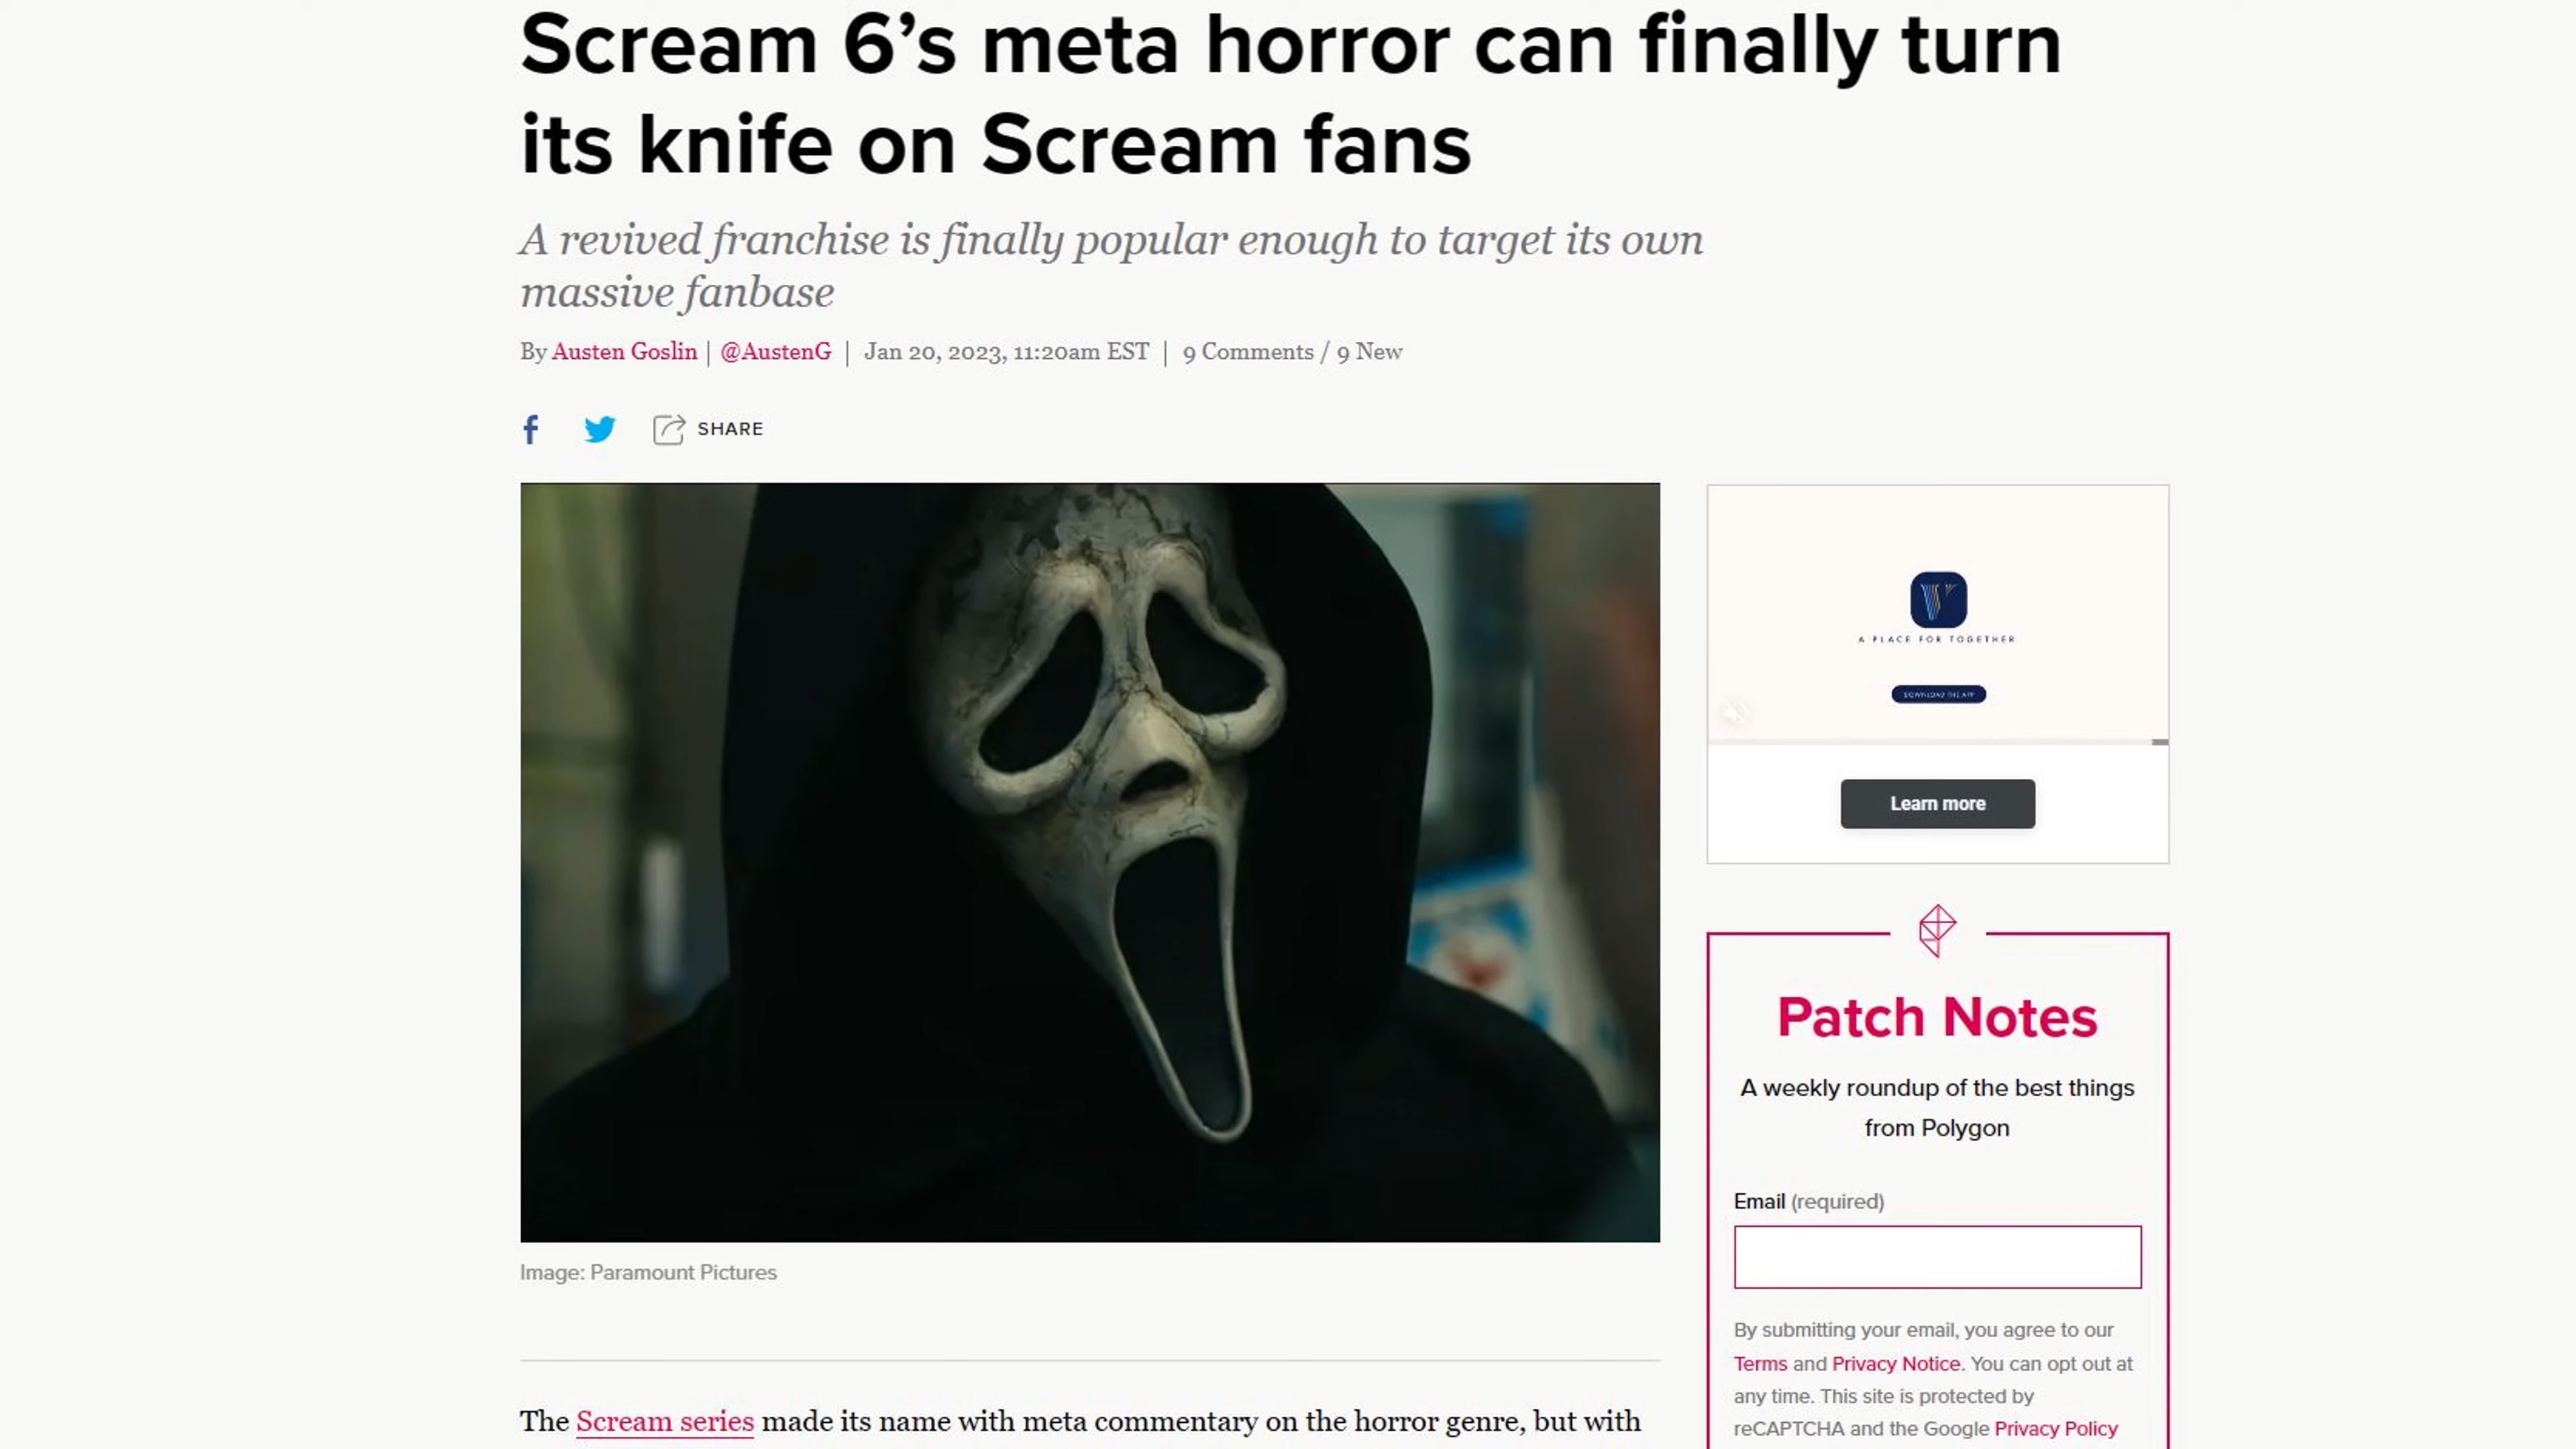 Scream 6’s meta horror can finally turn
its knife on Scream fans
A revived franchise is finally popular enough to target its own
massive fanbase
By Austen Goslin | @AustenG | Jan 20, 2023, 11:20am EST | 9 Comments / 9 New
SHARE
A PLACE FOR TOGETHER
DOWNLOAD THE APP
Learn more
Image: Paramount Pictures
The Scream series made its name with meta commentary on the horror genre, but with
Patch Notes
A weekly roundup of the best things
from Polygon
Email (required)
By submitting your email, you agree to our
Terms and Privacy Notice. You can opt out at
any time. This site is protected by
reCAPTCHA and the Google Privacy Policy